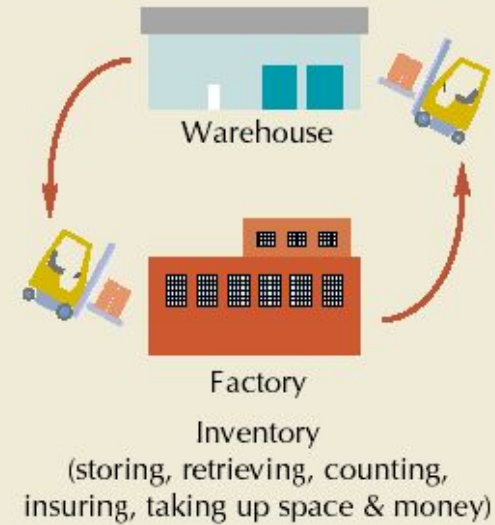 Warehouse
Factory
Inventory
(storing, retrieving, counting,
insuring, taking up space & money)